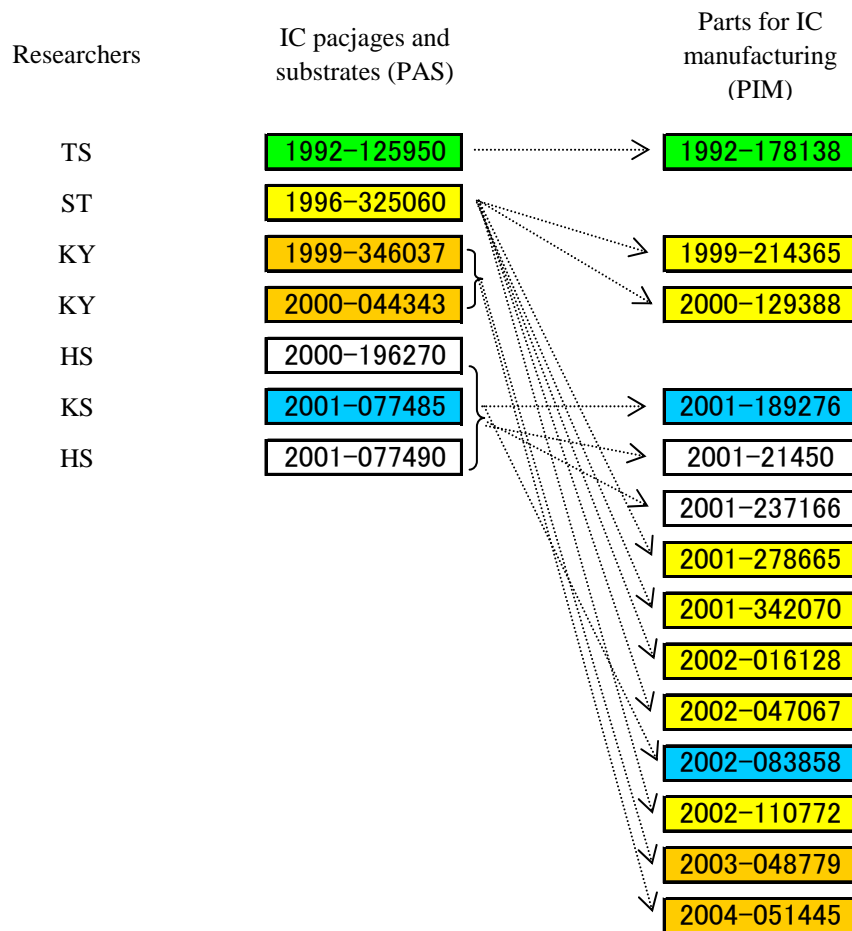 Researchers
IC pacjages and
substrates (PAS)
Parts for IC
manufacturing
(PIM)
TS 1992-125950 1992-178138
ST 1996-325060
KY 1999-346037 1999-214365
KY 2000-044343 2000-129388
HS 2000-196270
KS 2001-077485 2001-189276
HS 2001-077490 2001-21450
2001-237166
2001-278665
2001-342070
2002-016128
2002-047067
2002-083858
2002-110772
2003-048779
2004-051445